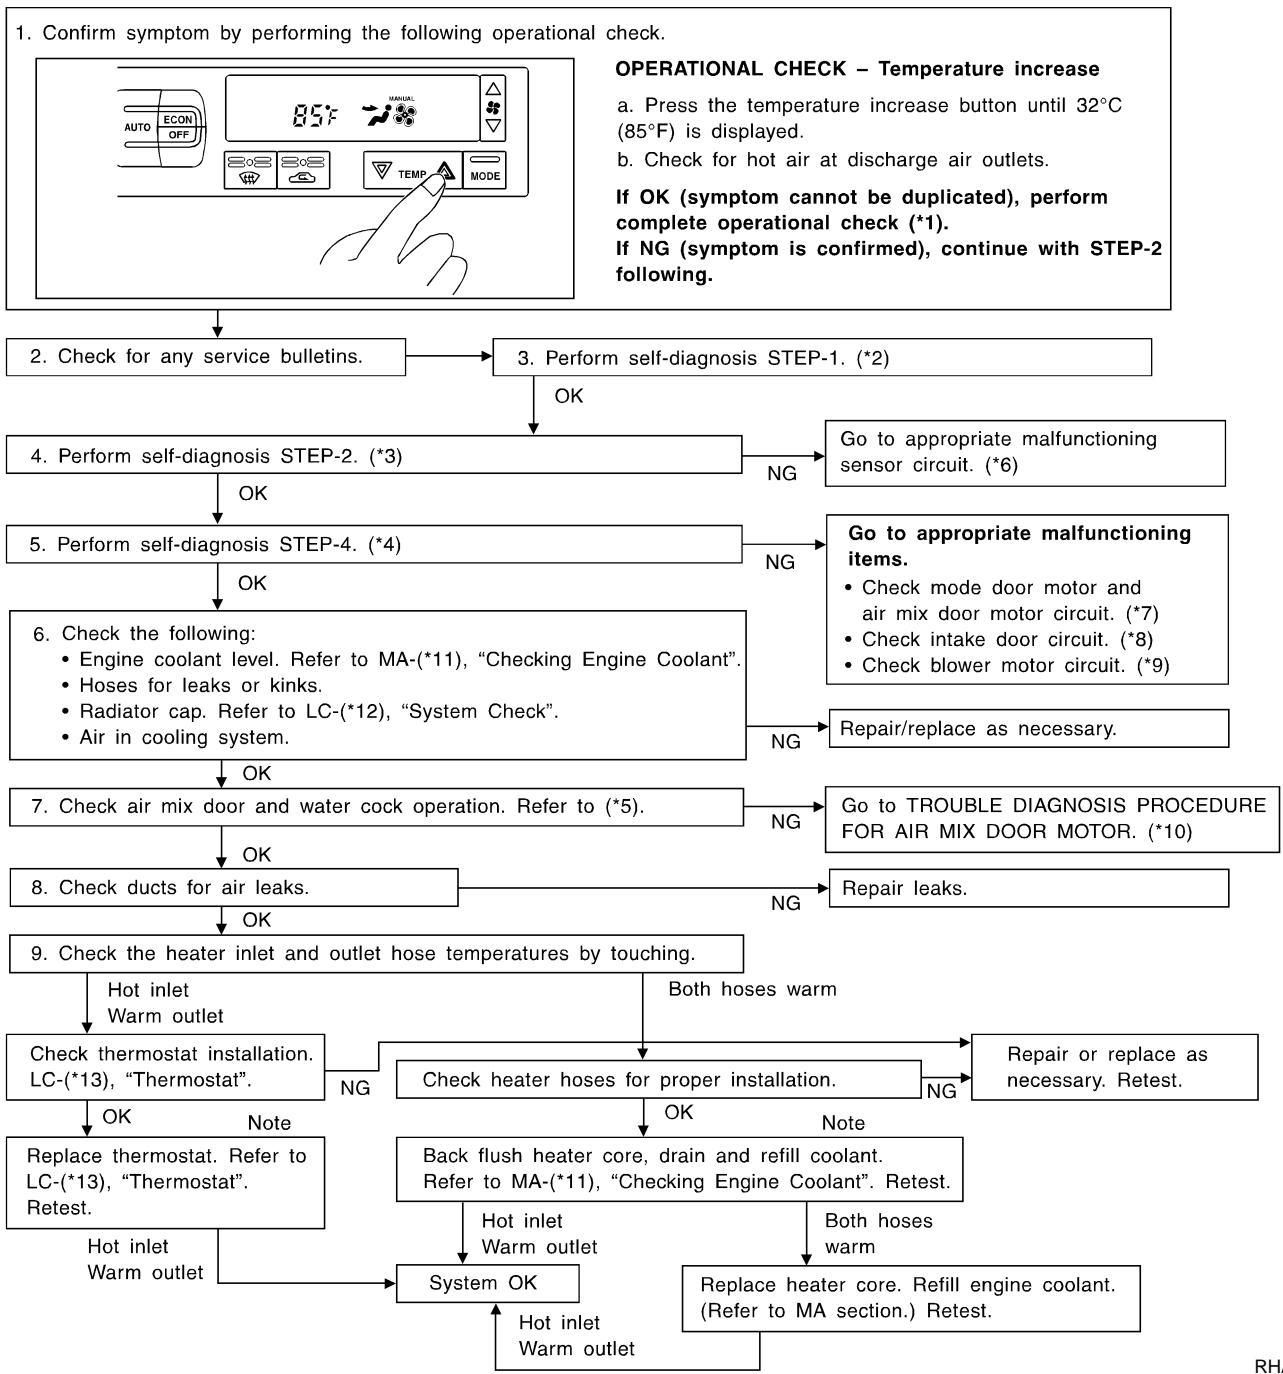 1. Confirm symptom by performing the following operational check.
AUTO
ECON
OFF
85°F
MANUAL
TEMP
MODE
OPERATIONAL CHECK – Temperature increase
a. Press the temperature increase button until 32°C
(85°F) is displayed.
b. Check for hot air at discharge air outlets.
If OK (symptom cannot be duplicated), perform
complete operational check (*1).
If NG (symptom is confirmed), continue with STEP-2
following.
2. Check for any service bulletins.
3. Perform self-diagnosis STEP-1. (*2)
OK
4. Perform self-diagnosis STEP-2. (*3)
NG
Go to appropriate malfunctioning
sensor circuit. (*6)
OK
5. Perform self-diagnosis STEP-4. (*4)
NG
Go to appropriate malfunctioning
items.
• Check mode door motor and
air mix door motor circuit. (*7)
• Check intake door circuit. (*8)
• Check blower motor circuit. (*9)
OK
6. Check the following:
• Engine coolant level. Refer to MA-(*11), “Checking Engine Coolant”.
• Hoses for leaks or kinks.
• Radiator cap. Refer to LC-(*12), “System Check”.
• Air in cooling system.
NG
Repair/replace as necessary.
OK
7. Check air mix door and water cock operation. Refer to (*5).
NG
Go to TROUBLE DIAGNOSIS PROCEDURE
FOR AIR MIX DOOR MOTOR. (*10)
OK
8. Check ducts for air leaks.
NG
Repair leaks.
OK
9. Check the heater inlet and outlet hose temperatures by touching.
Hot inlet
Warm outlet
Both hoses warm
Check thermostat installation.
LC-(*13), “Thermostat”.
NG
Check heater hoses for proper installation.
NG
Repair or replace as
necessary. Retest.
OK
Note
OK
Note
Replace thermostat. Refer to
LC-(*13), “Thermostat”.
Retest.
Back flush heater core, drain and refill coolant.
Refer to MA-(*11), “Checking Engine Coolant”. Retest.
Hot inlet
Warm outlet
Hot inlet
Warm outlet
Both hoses
warm
System OK
Replace heater core. Refill engine coolant.
(Refer to MA section.) Retest.
Hot inlet
Warm outlet